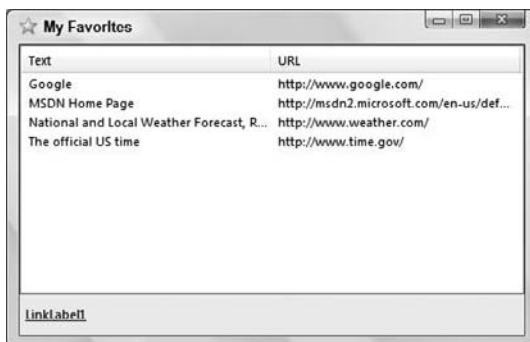 My Favorites
Text URL
Google http://www.google.com/
MSDN Home Page http://msdn2.microsoft.com/en-us/def...
National and Local Weather Forecast, R... http://www.weather.com/
The official US time http://www.time.gov/
LinkLabel1